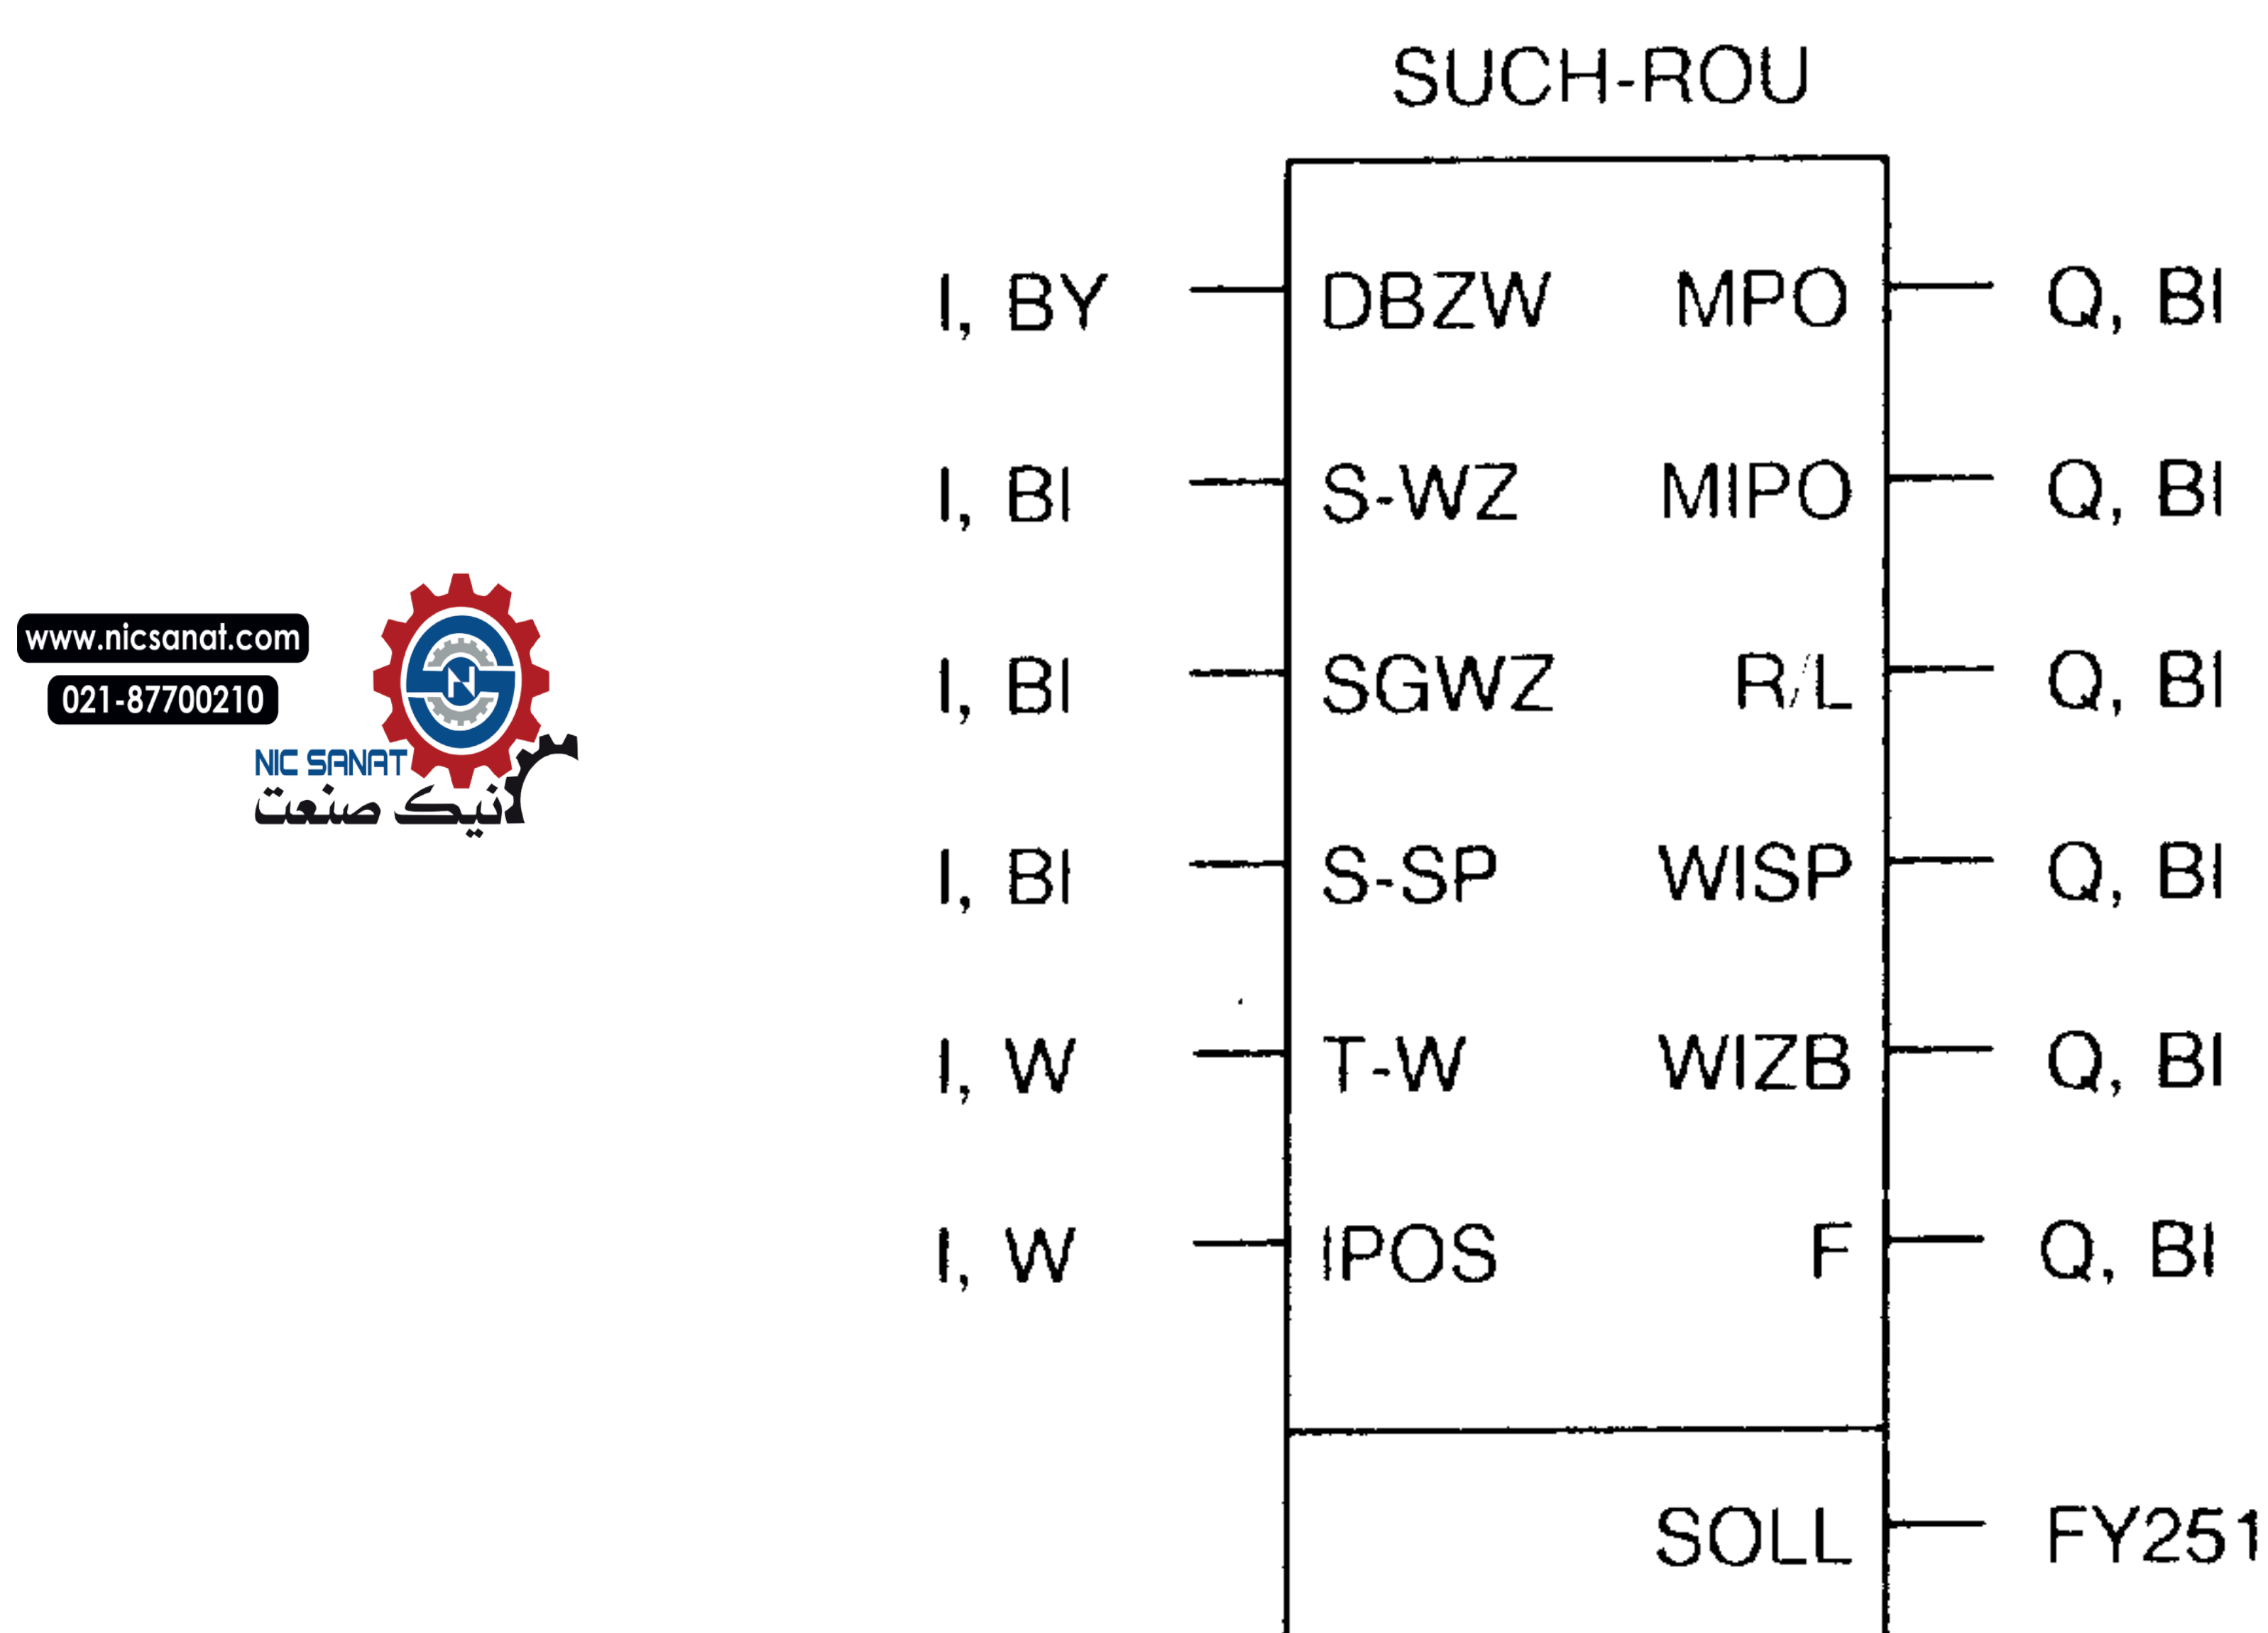 SUCH-ROU
I, BY DBZW MPO Q, BI
I, BI S-WZ MIPO Q, BI
I, BI SGWZ R/L Q, BI
I, BI S-SP WISP Q, BI
I, W T-W WIZB Q, BI
I, W IPOS F Q, BI
SOLL FY251
www.nicsanat.com
021-87700210
NIC SANAT
نیک صنعت